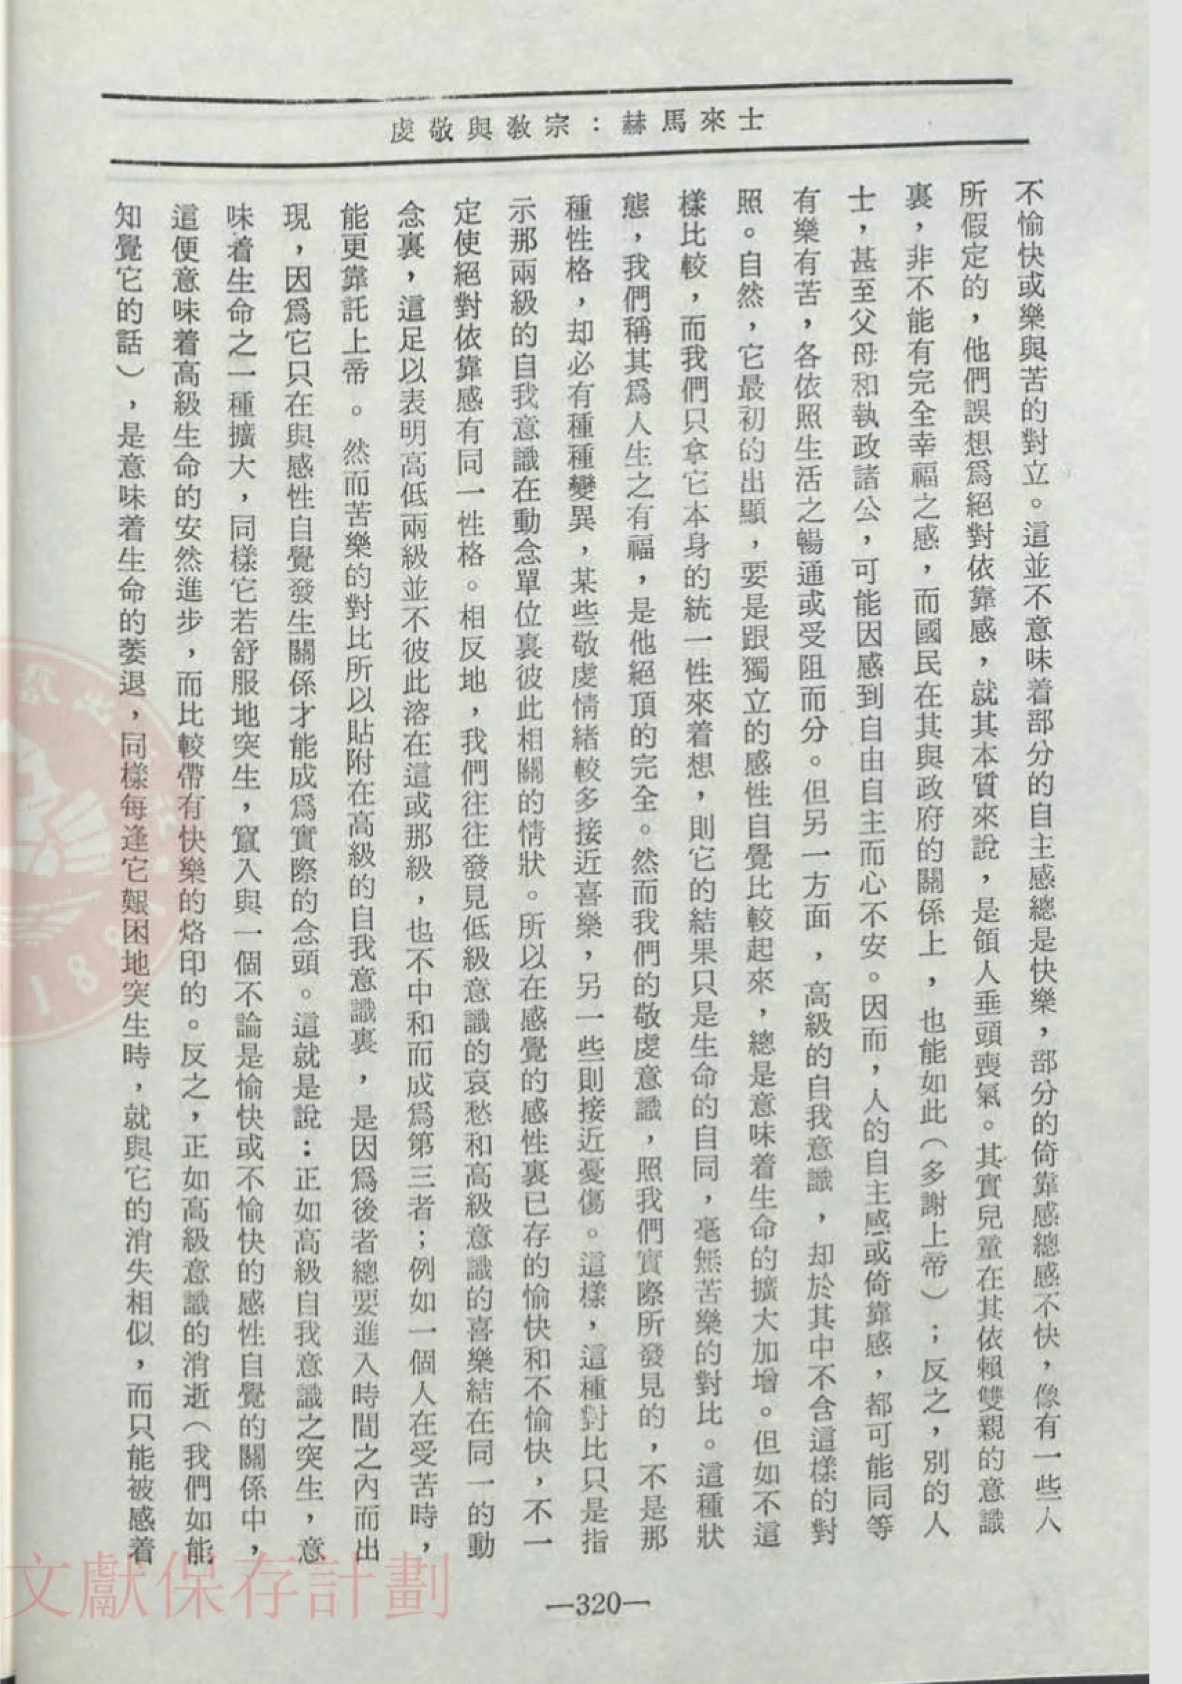 士來馬赫：宗教與敬虔
不愉快或樂與苦的對立。這並不意味着部分的自主感總是快樂，部分的倚靠感總感不快，像有一些人
所假定的，他們誤想爲絕對依靠感，就其本質來說，是領人垂頭喪氣。其實兒童在其依賴雙親的意識
裏，非不能有完全幸福之感，而國民在其與政府的關係上，也能如此（多謝上帝）；反之，別的人
士，甚至父母和執政諸公，可能因感到自由自主而心不安。因而，人的自主感或倚靠感，都可能同等
有樂有苦，各依照生活之暢通或受阻而分。但另一方面，高級的自我意識，却於其中不含這樣的對
照。自然，它最初的出顯，要是跟獨立的感性自覺比較起來，總是意味着生命的擴大加增。但如不這
樣比較，而我們只拿它本身的統一性來着想，則它的結果只是生命的自同，毫無苦樂的對比。這種狀
態，我們稱其爲人生之有福，是他絕頂的完全。然而我們的敬虔意識，照我們實際所發見的，不是那
種性格，却必有種種變異，某些敬虔情緒較多接近喜樂，另一些則接近憂傷。這樣，這種對比只是指
示那兩級的自我意識在動念單位裏彼此相關的情狀。所以在感覺的感性裏已存的愉快和不愉快，不一
定使絕對依靠感有同一性格。相反地，我們往往發見低級意識的哀愁和高級意識的喜樂結在同一的動
念裏，這足以表明高低兩級並不彼此溶在這或那級，也不中和而成爲第三者；例如一個人在受苦時，
能更靠託上帝。然而苦樂的對比所以貼附在高級的自我意識裏，是因爲後者總要進入時間之內而出
現，因爲它只在與感性自覺發生關係才能成爲實際的念頭。這就是說：正如高級自我意識之突生，意
味着生命之一種擴大，同樣它若舒服地突生，竄入與一個不論是愉快或不愉快的感性自覺的關係中，
這便意味着高級生命的安然進步，而比較帶有快樂的烙印的。反之，正如高級意識的消逝（我們如能
知覺它的話），是意味着生命的萎退，同樣每逢它艱困地突生時，就與它的消失相似，而只能被感着
—320—
文獻保存計劃